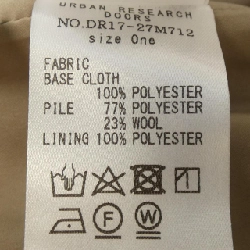 URBAN RESEARCH
DOORS
NO.DR17-27M712
size One
FABRIC
BASE CLOTH
100% POLYESTER
PILE 77% POLYESTER
23% WOOL
LINING 100% POLYESTER
F W